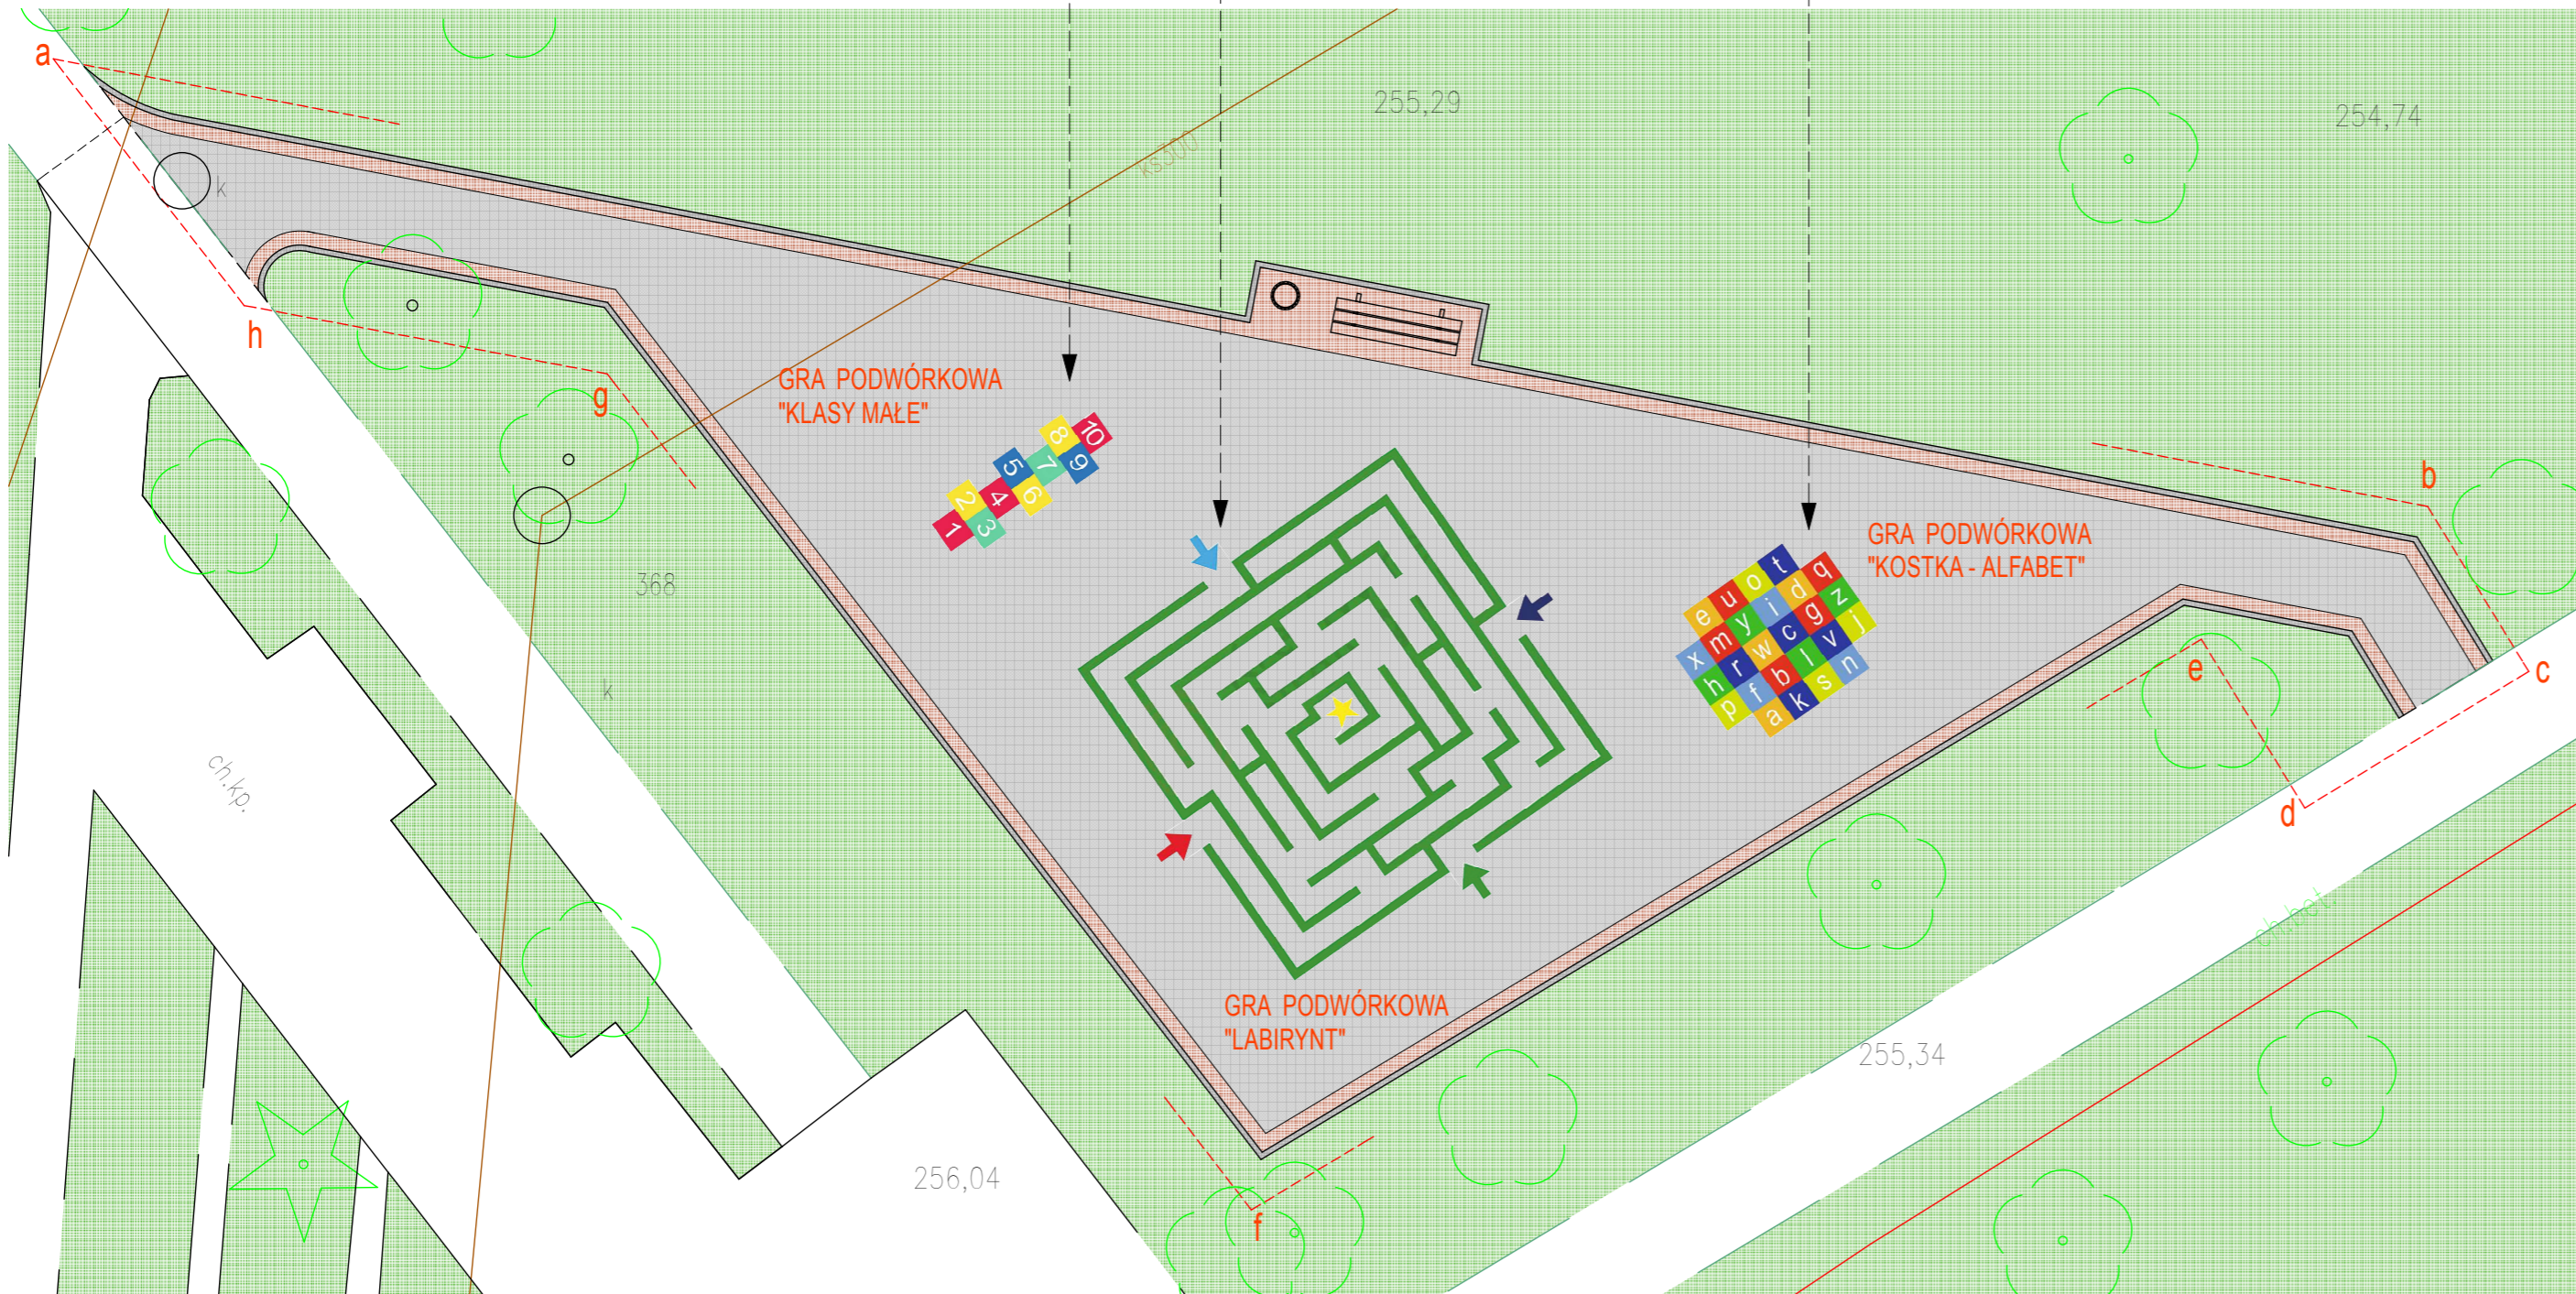 a
255,29
254,74
ks300
k
h
g
GRA PODWÓRKOWA
"KLASY MAŁE"
1 2 3 4 5 6 7 8 9 10
b
GRA PODWÓRKOWA
"KOSTKA - ALFABET"
e u o t q
m y i d z
x r w c g j
h f b l v
p a k s n
368
k
e
c
d
ch.kp.
GRA PODWÓRKOWA
"LABIRYNT"
255,34
256,04
f